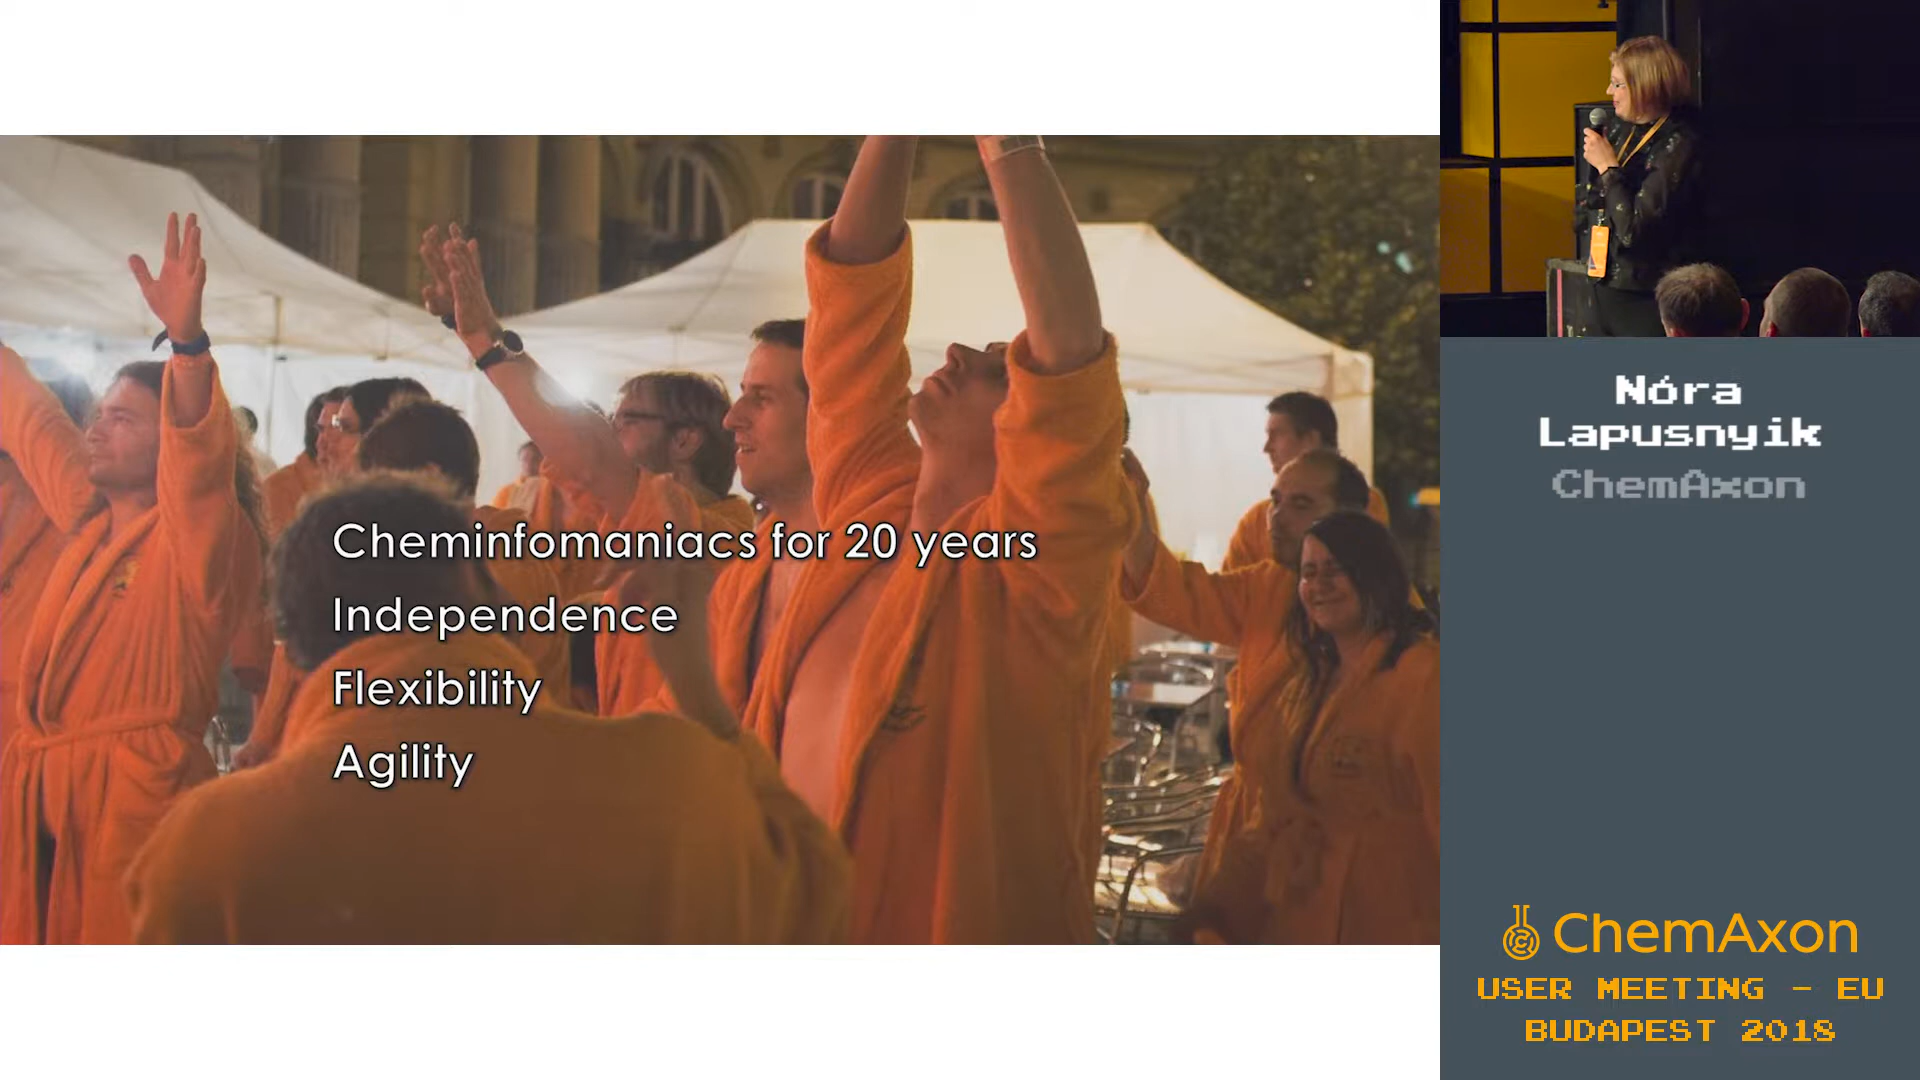 Cheminfomaniacs for 20 years
Independence
Flexibility
Agility
Nóra
Lapusnyik
ChemAxon
ChemAxon
USER MEETING - EU
BUDAPEST 2018